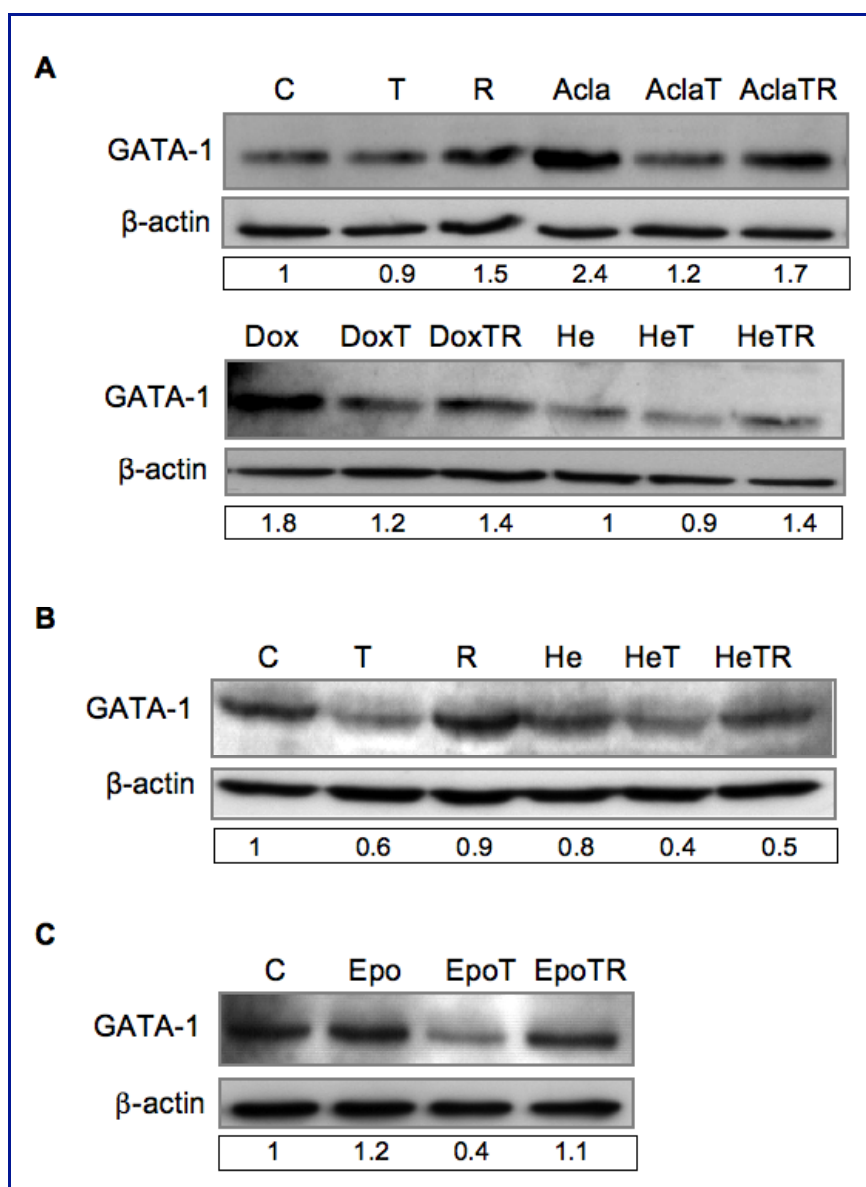 A
C T R Acla AclaT AclaTR
GATA-1
β-actin
1 0.9 1.5 2.4 1.2 1.7
Dox DoxT DoxTR He HeT HeTR
GATA-1
β-actin
1.8 1.2 1.4 1 0.9 1.4
B
C T R He HeT HeTR
GATA-1
β-actin
1 0.6 0.9 0.8 0.4 0.5
C
C Epo EpoT EpoTR
GATA-1
β-actin
1 1.2 0.4 1.1